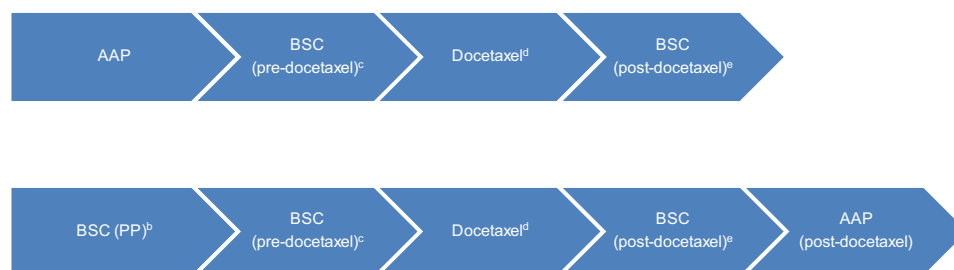 AAP
BSC
(pre-docetaxel)ᶜ
Docetaxelᵈ
BSC
(post-docetaxel)ᵉ
BSC (PP)ᵇ
BSC
(pre-docetaxel)ᶜ
Docetaxelᵈ
BSC
(post-docetaxel)ᵉ
AAP
(post-docetaxel)